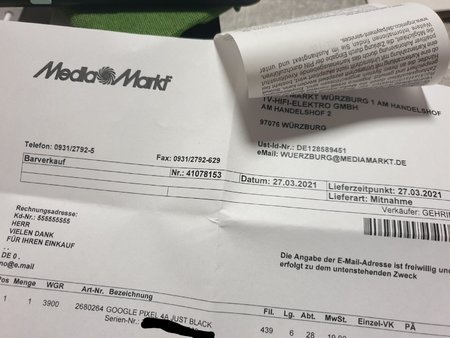 Media Markt
MARKT WÜRZBURG 1 AM HANDELSHOF
TV-HIFI-ELEKTRO GMBH
AM HANDELSHOF 2
97076 WÜRZBURG
Ust-Id-Nr.: DE128589451
eMail: WUERZBURG@MEDIAMARKT.DE
Telefon: 0931/2792-5
Fax: 0931/2792-629
Barverkauf
Nr.: 41078153
Datum: 27.03.2021
Lieferzeitpunkt: 27.03.2021
Lieferart: Mitnahme
Verkäufer: GEHRI
Rechnungsadresse:
Kd-Nr.: 555555555
HERR
VIELEN DANK
FÜR IHREN EINKAUF
DE 0 .
mo@e.mail
Die Angabe der E-Mail-Adresse ist freiwillig und
erfolgt zu dem untenstehenden Zweck
Pos Menge WGR Art-Nr. Bezeichnung Fil. Lg. Abt. MwSt. Einzel-VK PÄ
1 1 3900 2680264 GOOGLE PIXEL 4A JUST BLACK 439 6 28
Serien-Nr.: